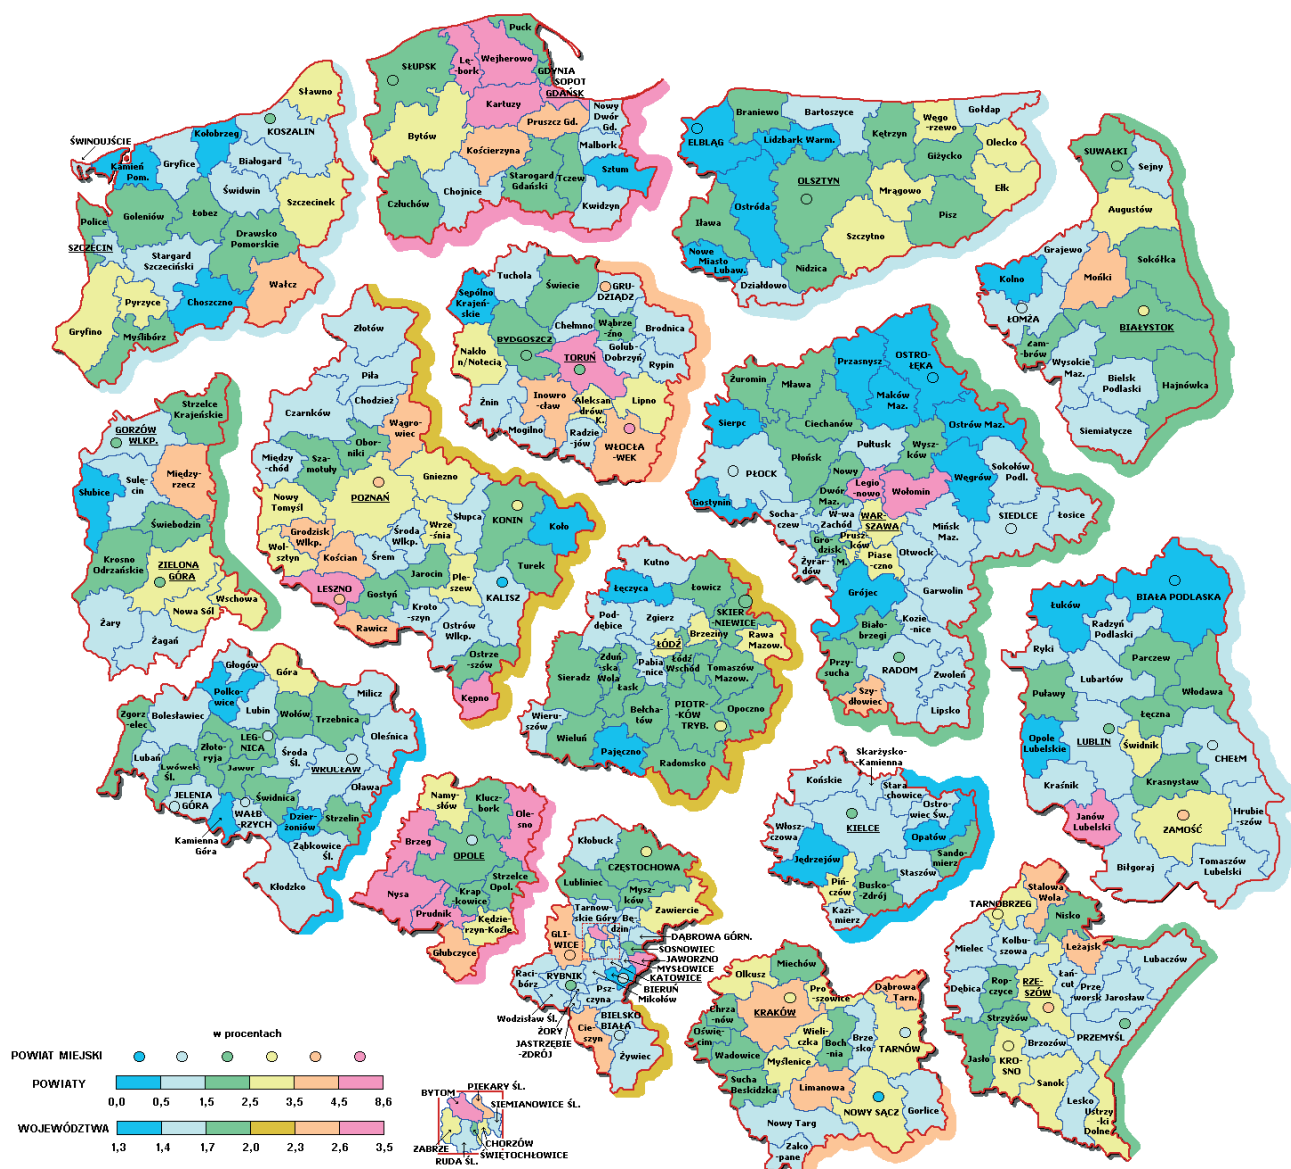 Sławno
KOSZALIN
Kołobrzeg
ŚWINOUJŚCIE
Kamień
Pom.
Gryfice
Białogard
Świdwin
Szczecinek
Goleniów
Łobez
Police
Drawsko
Pomorskie
SZCZECIN
Stargard
Szczeciński
Wałcz
Pyrzyce
Choszczno
Gryfino
Myślibórz
Puck
SŁUPSK
Lę-
-bork
Wejherowo
GDYNIA
SOPOT
GDAŃSK
Kartuzy
Nowy
Dwór
Gd.
Pruszcz Gd.
Bytów
Kościerzyna
Malbork
Starogard
Gdański
Tczew
Sztum
Człuchów
Chojnice
Kwidzyn
Braniewo
Bartoszyce
Węgo
-rzewo
Gołdap
ELBLĄG
Lidzbark Warm.
Kętrzyn
Giżycko
Olecko
OLSZTYN
Mrągowo
Ełk
Ostróda
Pisz
Iława
Szczytno
Nowe
Miasto
Lubaw.
Nidzica
Działdowo
SUWAŁKI
Sejny
Augustów
Grajewo
Kolno
Mońki
Sokółka
ŁOMŻA
BIAŁYSTOK
Zam-
brów
Wysokie
Maz.
Bielsk
Podlaski
Hajnówka
Siemiatycze
Tuchola
Sępólno
Krajeń-
skie
Świecie
GRU-
DZIĄDZ
Chełmno
Wąbrze
-źno
Brodnica
BYDGOSZCZ
Nakło
n/Notecią
TORUŃ
Golub-
Dobrzyń
Rypin
Żnin
Inowro
-cław
Aleksan
drów
K.
Lipno
Mogilno
Radzie-
jów
WŁOCŁA
-WEK
Złotów
Piła
Chodzież
Czarnków
Wągro-
wiec
Obor-
niki
Między
-chód
Sza-
motuły
Gniezno
POZNAŃ
Nowy
Tomyśl
Słupca
KONIN
Koło
Grodzisk
Wlkp.
Środa
Wlkp.
Wrze-
-śnia
Wol-
sztyn
Kościan
Śrem
Turek
LESZNO
Gostyń
Jarocin
Ple-
szew
KALISZ
Kroto
-szyn
Rawicz
Ostrów
Wlkp.
Ostrze-
szów
Kępno
Strzelce
Krajeńskie
GORZÓW
WLKP.
Słubice
Sulę-
cin
Między-
rzecz
Świebodzin
Krosno
Odrzańskie
ZIELONA
GÓRA
Wschowa
Nowa Sól
Żary
Żagań
Przasnysz
OSTRO-
ŁĘKA
Żuromin
Mława
Maków
Maz.
Ostrów Maz.
Sierpc
Ciechanów
Pułtusk
Wysz-
ków
PŁOCK
Płońsk
Sokołów
Podl.
Węgrów
Gostynin
Nowy
Dwór
Maz.
Legio
-nowo
Wołomin
Socha-
czew
W-wa
Zachód
WAR-
SZAWA
SIEDLCE
Łosice
Prusz-
ków
Mińsk
Maz.
Gro-
dzisk
M.
Piase
-czno
Otwock
Żyrar-
dów
Grójec
Garwolin
Biało-
brzegi
Kozie
-nice
Przy-
sucha
RADOM
Zwoleń
Szy-
dłowiec
Lipsko
Kutno
Łęczyca
Łowicz
Pod
dębice
Zgierz
SKIER
NIEWICE
ŁÓDŹ
Brzeziny
Rawa
Mazow.
Zduń
ska
Wola
Pabia
-nice
Łódź
Wschód
Tomaszów
Mazow.
Sieradz
Łask
Wieru-
szów
Bełcha-
tów
PIOTR-
KÓW
TRYB.
Opoczno
Wieluń
Pajęczno
Radomsko
BIAŁA PODLASKA
Łuków
Radzyń
Podlaski
Ryki
Parczew
Lubartów
Puławy
Włodawa
Łęczna
Opole
Lubelskie
LUBLIN
Świdnik
CHEŁM
Kraśnik
Krasnystaw
Janów
Lubelski
ZAMOŚĆ
Hrubie-
szów
Biłgoraj
Tomaszów
Lubelski
Głogów
Góra
Polko-
wice
Milicz
Zgorz
-elec
Bolesławiec
Lubin
Wołów
Trzebnica
LEG-
NICA
Oleśnica
Lubań
Złoto-
ryja
Środa
Śl.
Lwówek
Śl.
Jawor
WROCŁAW
JELENIA
GÓRA
Świdnica
Oława
WAŁB
-RZYCH
Dzier-
żoniów
Strzelin
Kamienna
Góra
Ząbkowice
Śl.
Kłodzko
Namy-
słów
Klucz-
bork
Ole-
sno
Brzeg
OPOLE
Nysa
Strzelce
Opol.
Krap
-kowice
Prudnik
Kędzie-
rzyn-Koźle
Głubczyce
Kłobuck
CZĘSTOCHOWA
Lubliniec
Mysz-
ków
Zawiercie
Tarnow-
skie Góry
Bę-
dzin
GLI-
WICE
DĄBROWA GÓRN.
SOSNOWIEC
JAWORZNO
MYSŁOWICE
KATOWICE
BIERUŃ
Mikołów
Raci-
bórz
RYBNIK
Psz-
czyna
Wodzisław Śl.
ŻORY
JASTRZĘBIE
-ZDRÓJ
BIELSKO
BIAŁA
Cie-
szyn
Żywiec
Skarżysko-
Kamienna
Końskie
Stara
chowice
KIELCE
Ostro-
wiec Św.
Włosz-
czowa
Opatów
Jędrzejów
Sando-
mierz
Piń-
czów
Busko-
-Zdrój
Staszów
Kazi-
mierz
Stalowa
Wola
TARNOBRZEG
Nisko
Mielec
Kolbu-
szowa
Leżajsk
Lubaczów
Rop-
czyce
RZE-
SZÓW
Łań-
cut
Prze
worsk
Jarosław
Dębica
Strzyżów
PRZEMYŚL
Jasło
KRO-
SNO
Brzozów
Sanok
Lesko
Ustrzy
-ki
Dolne
Olkusz
Miechów
Pro-
szowice
Dąbrowa
Tarn.
Chrza-
nów
KRAKÓW
Oświę-
cim
Wieli-
czka
Boch-
nia
Brze-
sko
TARNÓW
Wadowice
Myślenice
Sucha
Beskidzka
Limanowa
NOWY SĄCZ
Gorlice
Nowy Targ
Zako-
pane
BYTOM
PIEKARY ŚL.
SIEMIANOWICE ŚL.
CHORZÓW
ŚWIĘTOCHŁOWICE
ZABRZE
RUDA ŚL.
w procentach
POWIAT MIEJSKI
POWIATY
0,0 0,5 1,5 2,5 3,5 4,5 8,6
WOJEWÓDZTWA
1,3 1,4 1,7 2,0 2,3 2,6 3,5